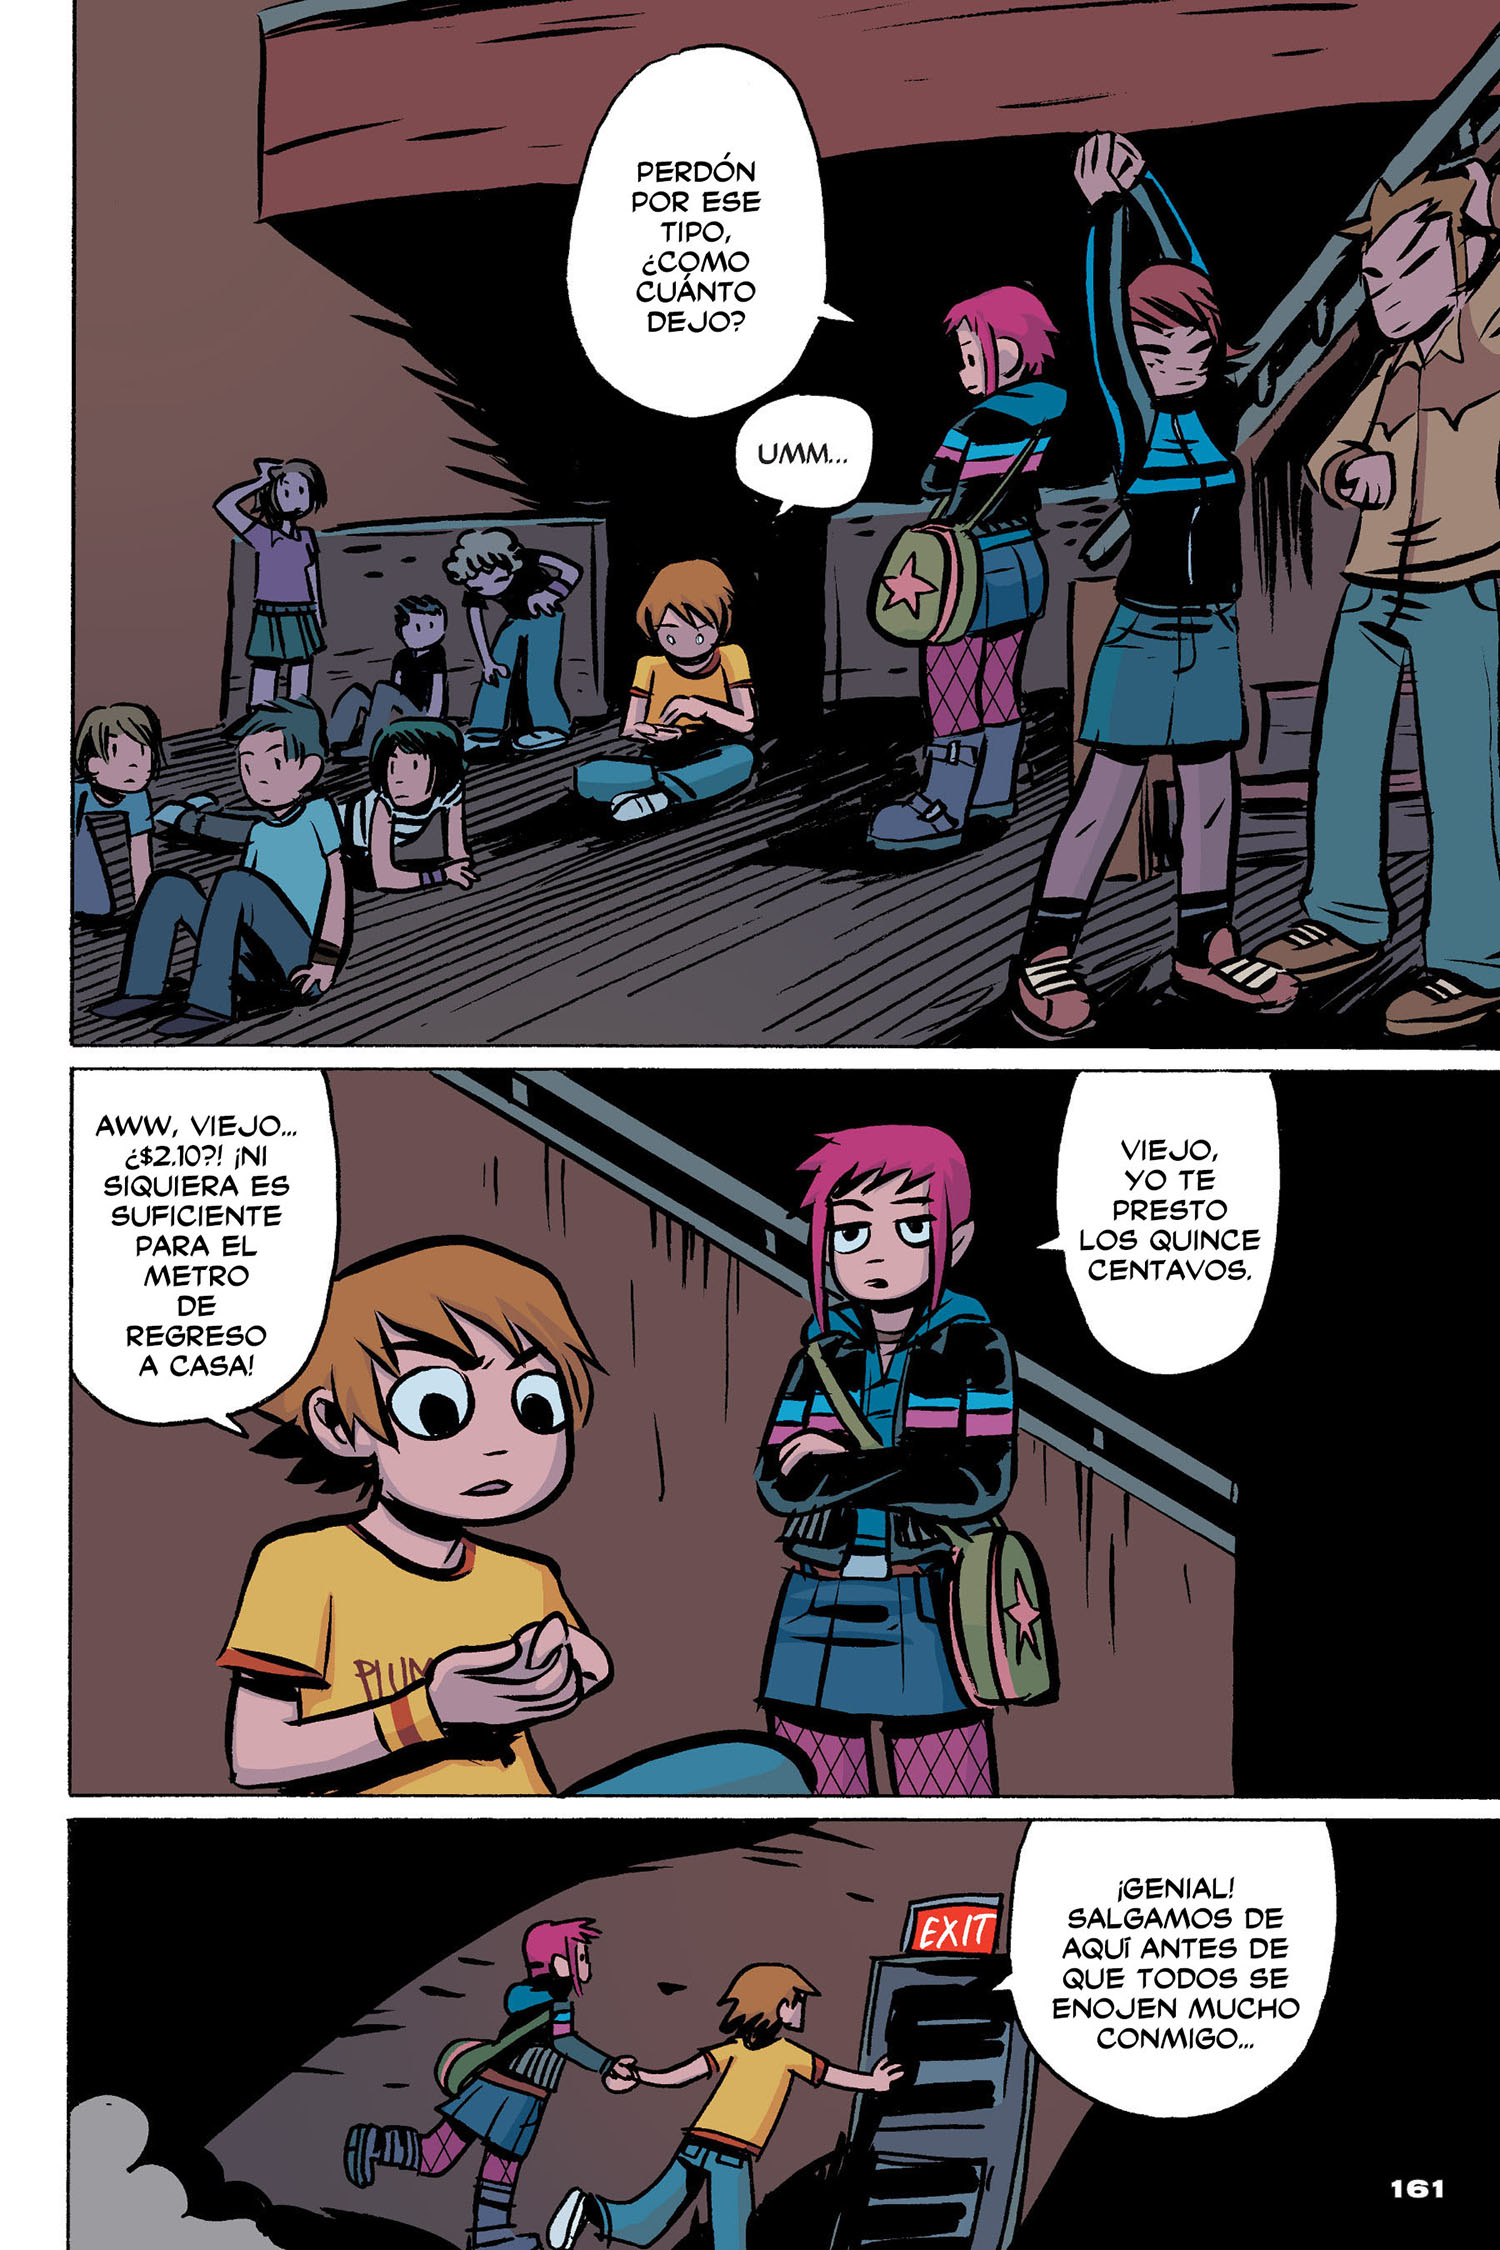 PERDÓN
POR ESE
TIPO,
¿COMO
CUÁNTO
DEJO?
UMM...
AWW, VIEJO...
¿$2.10?! ¡NI
SIQUIERA ES
SUFICIENTE
PARA EL
METRO
DE
REGRESO
A CASA!
VIEJO,
YO TE
PRESTO
LOS QUINCE
CENTAVOS.
PLUM
¡GENIAL!
SALGAMOS DE
AQUÍ ANTES DE
QUE TODOS SE
ENOJEN MUCHO
CONMIGO...
EXIT
161